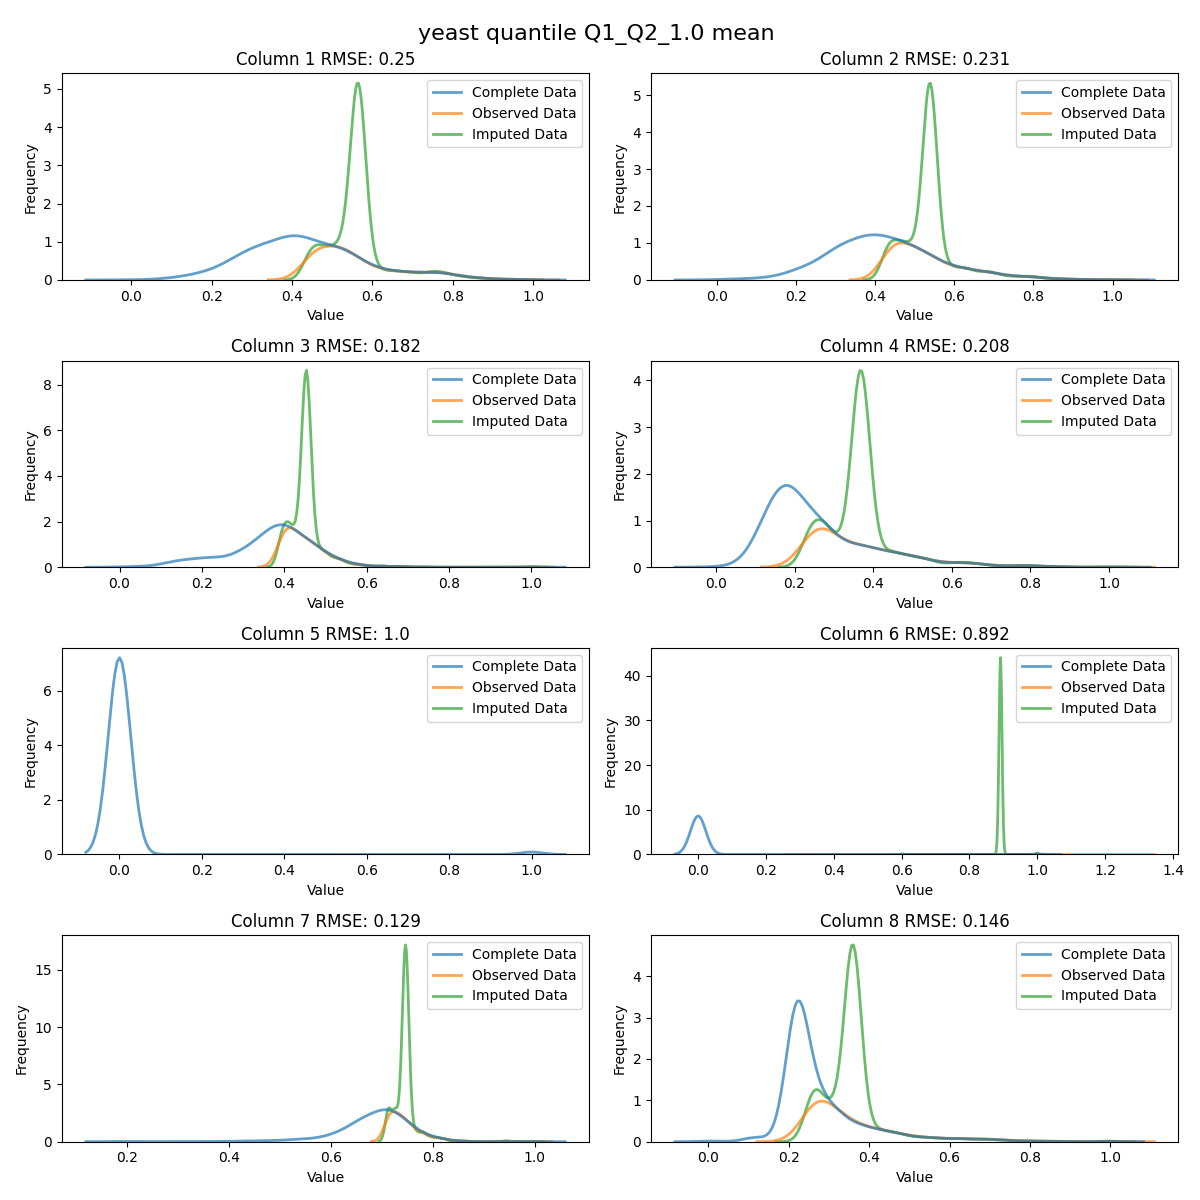 yeast quantile Q1_Q2_1.0 mean
Column 1 RMSE: 0.25
Frequency
5
4
3
2
1
0
Complete Data
Observed Data
Imputed Data
0.0 0.2 0.4 0.6 0.8 1.0
Value
Column 2 RMSE: 0.231
Frequency
5
4
3
2
1
0
Complete Data
Observed Data
Imputed Data
0.0 0.2 0.4 0.6 0.8 1.0
Value
Column 3 RMSE: 0.182
Frequency
8
6
4
2
0
Complete Data
Observed Data
Imputed Data
0.0 0.2 0.4 0.6 0.8 1.0
Value
Column 4 RMSE: 0.208
Frequency
4
3
2
1
0
Complete Data
Observed Data
Imputed Data
0.0 0.2 0.4 0.6 0.8 1.0
Value
Column 5 RMSE: 1.0
Frequency
6
4
2
0
Complete Data
Observed Data
Imputed Data
0.0 0.2 0.4 0.6 0.8 1.0
Value
Column 6 RMSE: 0.892
Frequency
40
30
20
10
0
Complete Data
Observed Data
Imputed Data
0.0 0.2 0.4 0.6 0.8 1.0 1.2 1.4
Value
Column 7 RMSE: 0.129
Frequency
15
10
5
0
Complete Data
Observed Data
Imputed Data
0.2 0.4 0.6 0.8 1.0
Value
Column 8 RMSE: 0.146
Frequency
4
3
2
1
0
Complete Data
Observed Data
Imputed Data
0.0 0.2 0.4 0.6 0.8 1.0
Value